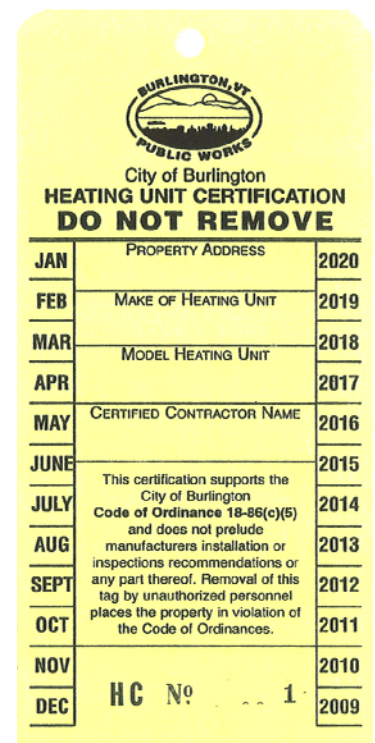 BURLINGTON, VT
PUBLIC WORKS
City of Burlington
HEATING UNIT CERTIFICATION
DO NOT REMOVE
PROPERTY ADDRESS
JAN 2020
FEB MAKE OF HEATING UNIT 2019
MAR 2018
MODEL HEATING UNIT
APR 2017
MAY CERTIFIED CONTRACTOR NAME 2016
JUNE 2015
This certification supports the
City of Burlington
JULY 2014
Code of Ordinance 18-86(c)(5)
and does not prelude
AUG manufacturers installation or 2013
inspections recommendations or
SEPT any part thereof. Removal of this 2012
tag by unauthorized personnel
places the property in violation of
OCT the Code of Ordinances. 2011
NOV 2010
HC No 1
DEC 2009